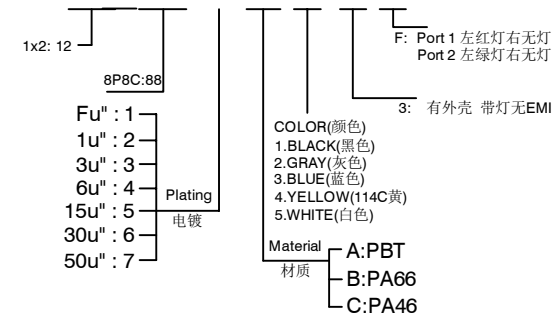 F: Port 1 左红灯右无灯
Port 2 左绿灯右无灯
1x2: 12
8P8C:88
3: 有外壳 带灯无EMI
Fu" : 1
1u" : 2
3u" : 3
6u" : 4
15u" : 5
30u" : 6
50u" : 7
Plating
电镀
COLOR(颜色)
1.BLACK(黑色)
2.GRAY(灰色)
3.BLUE(蓝色)
4.YELLOW(114C黄)
5.WHITE(白色)
Material
材质
A:PBT
B:PA66
C:PA46